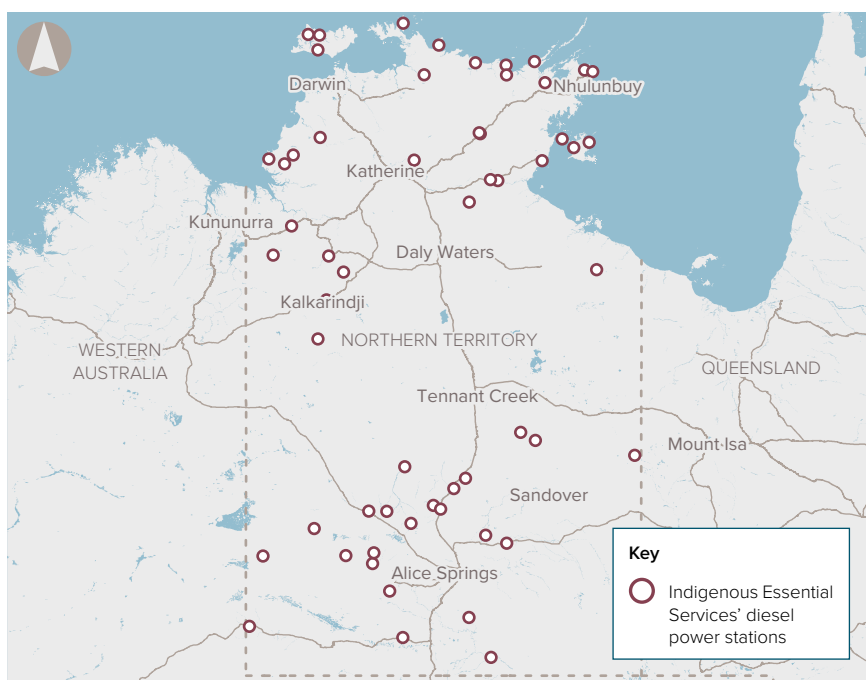 Darwin
Nhulunbuy
Katherine
Kununurra
Daly Waters
Kalkarindji
NORTHERN TERRITORY
WESTERN
AUSTRALIA
QUEENSLAND
Tennant Creek
Mount Isa
Sandover
Alice Springs
Key
Indigenous Essential
Services’ diesel
power stations